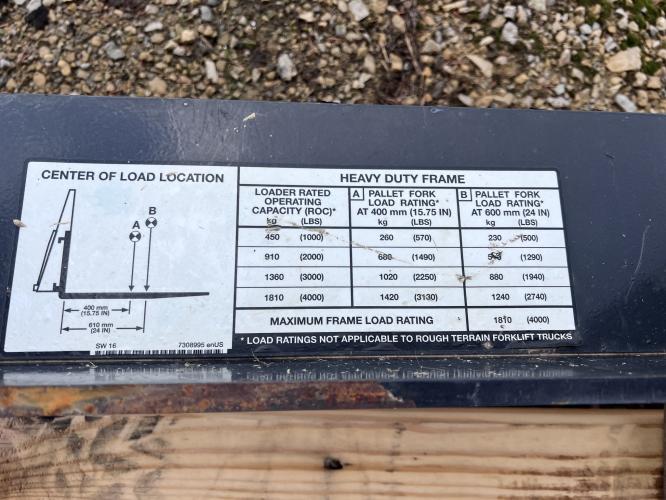 CENTER OF LOAD LOCATION
B
A
400 mm
(15.75 IN)
610 mm
(24 IN)
SW 16 7308995 enUS
HEAVY DUTY FRAME
LOADER RATED OPERATING CAPACITY (ROC)* kg (LBS)
A PALLET FORK LOAD RATING* AT 400 mm (15.75 IN) kg (LBS)
B PALLET FORK LOAD RATING* AT 600 mm (24 IN) kg (LBS)
450 (1000) 260 (570) 230 (500)
910 (2000) 680 (1490) (1290)
1360 (3000) 1020 (2250) 880 (1940)
1810 (4000) 1420 (3130) 1240 (2740)
MAXIMUM FRAME LOAD RATING 1810 (4000)
* LOAD RATINGS NOT APPLICABLE TO ROUGH TERRAIN FORKLIFT TRUCKS